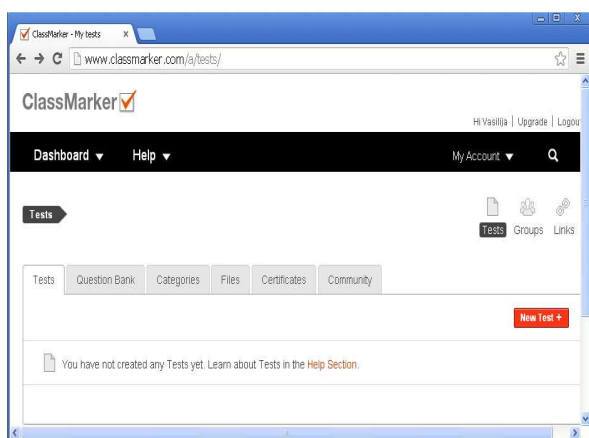 ClassMarker - My tests
www.classmarker.com/a/tests/
ClassMarker
Hi Vasilija | Upgrade | Logou
Dashboard Help My Account
Tests
Tests Groups Links
Tests Question Bank Categories Files Certificates Community
New Test +
You have not created any Tests yet. Learn about Tests in the Help Section.